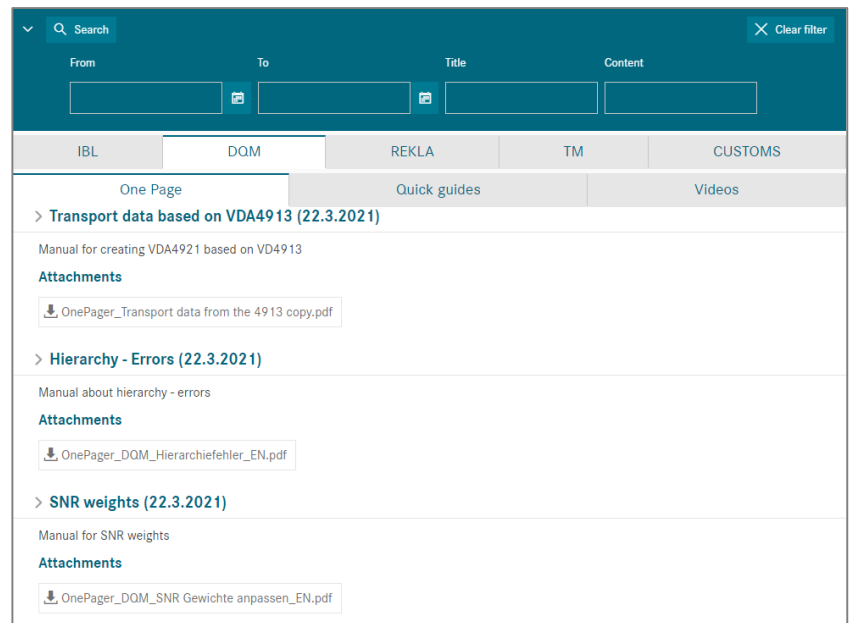 Search
Clear filter
From To Title Content
IBL DQM REKLA TM CUSTOMS
One Page Quick guides Videos
Transport data based on VDA4913 (22.3.2021)
Manual for creating VDA4921 based on VD4913
Attachments
OnePager_Transport data from the 4913 copy.pdf
Hierarchy - Errors (22.3.2021)
Manual about hierarchy - errors
Attachments
OnePager_DQM_Hierarchiefehler_EN.pdf
SNR weights (22.3.2021)
Manual for SNR weights
Attachments
OnePager_DQM_SNR Gewichte anpassen_EN.pdf